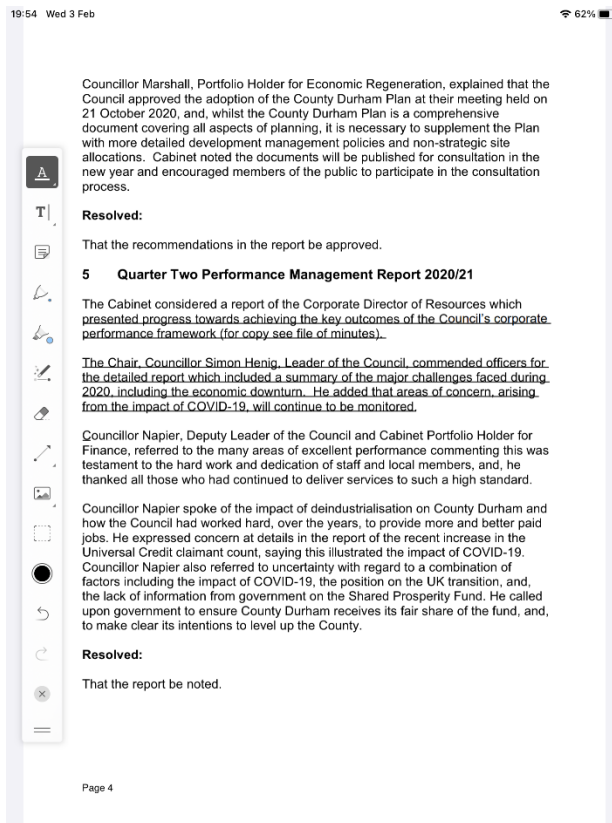 19:54 Wed 3 Feb
62%
Councillor Marshall, Portfolio Holder for Economic Regeneration, explained that the
Council approved the adoption of the County Durham Plan at their meeting held on
21 October 2020, and, whilst the County Durham Plan is a comprehensive
document covering all aspects of planning, it is necessary to supplement the Plan
with more detailed development management policies and non-strategic site
allocations.  Cabinet noted the documents will be published for consultation in the
new year and encouraged members of the public to participate in the consultation
process.
Resolved:
That the recommendations in the report be approved.
5 Quarter Two Performance Management Report 2020/21
The Cabinet considered a report of the Corporate Director of Resources which
presented progress towards achieving the key outcomes of the Council's corporate
performance framework (for copy see file of minutes).
The Chair, Councillor Simon Henig, Leader of the Council, commended officers for
the detailed report which included a summary of the major challenges faced during
2020, including the economic downturn.  He added that areas of concern, arising
from the impact of COVID-19, will continue to be monitored.
Councillor Napier, Deputy Leader of the Council and Cabinet Portfolio Holder for
Finance, referred to the many areas of excellent performance commenting this was
testament to the hard work and dedication of staff and local members, and, he
thanked all those who had continued to deliver services to such a high standard.
Councillor Napier spoke of the impact of deindustrialisation on County Durham and
how the Council had worked hard, over the years, to provide more and better paid
jobs. He expressed concern at details in the report of the recent increase in the
Universal Credit claimant count, saying this illustrated the impact of COVID-19.
Councillor Napier also referred to uncertainty with regard to a combination of
factors including the impact of COVID-19, the position on the UK transition, and,
the lack of information from government on the Shared Prosperity Fund. He called
upon government to ensure County Durham receives its fair share of the fund, and,
to make clear its intentions to level up the County.
Resolved:
That the report be noted.
Page 4
A
T